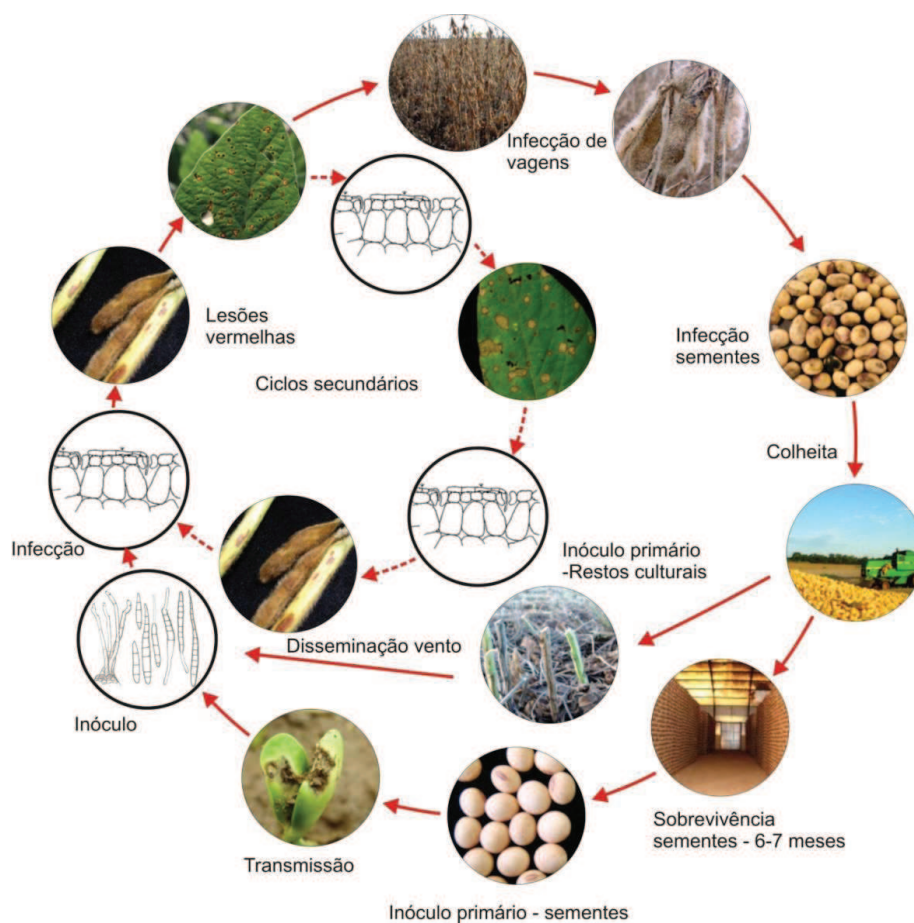 Infecção de
vagens
Lesões
vermelhas
Infecção
sementes
Ciclos secundários
Colheita
Infecção
Inóculo primário
-Restos culturais
Disseminação vento
Inóculo
Sobrevivência
sementes - 6-7 meses
Transmissão
Inóculo primário - sementes